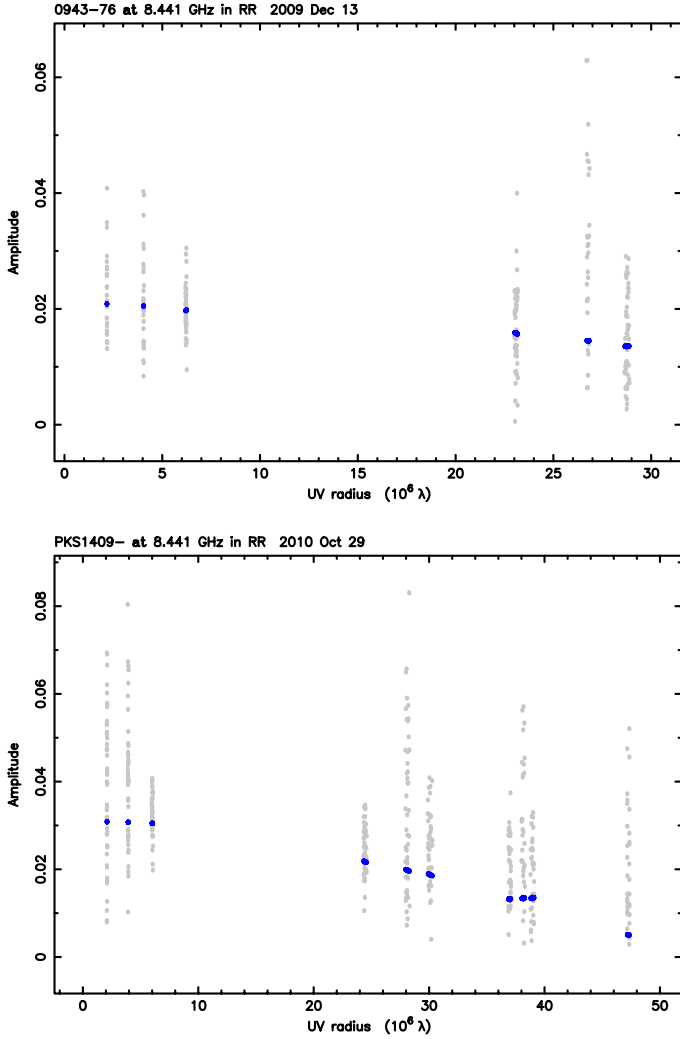 0943-76 at 8.441 GHz in RR 2009 Dec 13
0.06
0.04
0.02
0
Amplitude
0 5 10 15 20 25 30
UV radius (10⁶ λ)
PKS1409- at 8.441 GHz in RR 2010 Oct 29
0.08
0.06
0.04
0.02
0
Amplitude
0 10 20 30 40 50
UV radius (10⁶ λ)